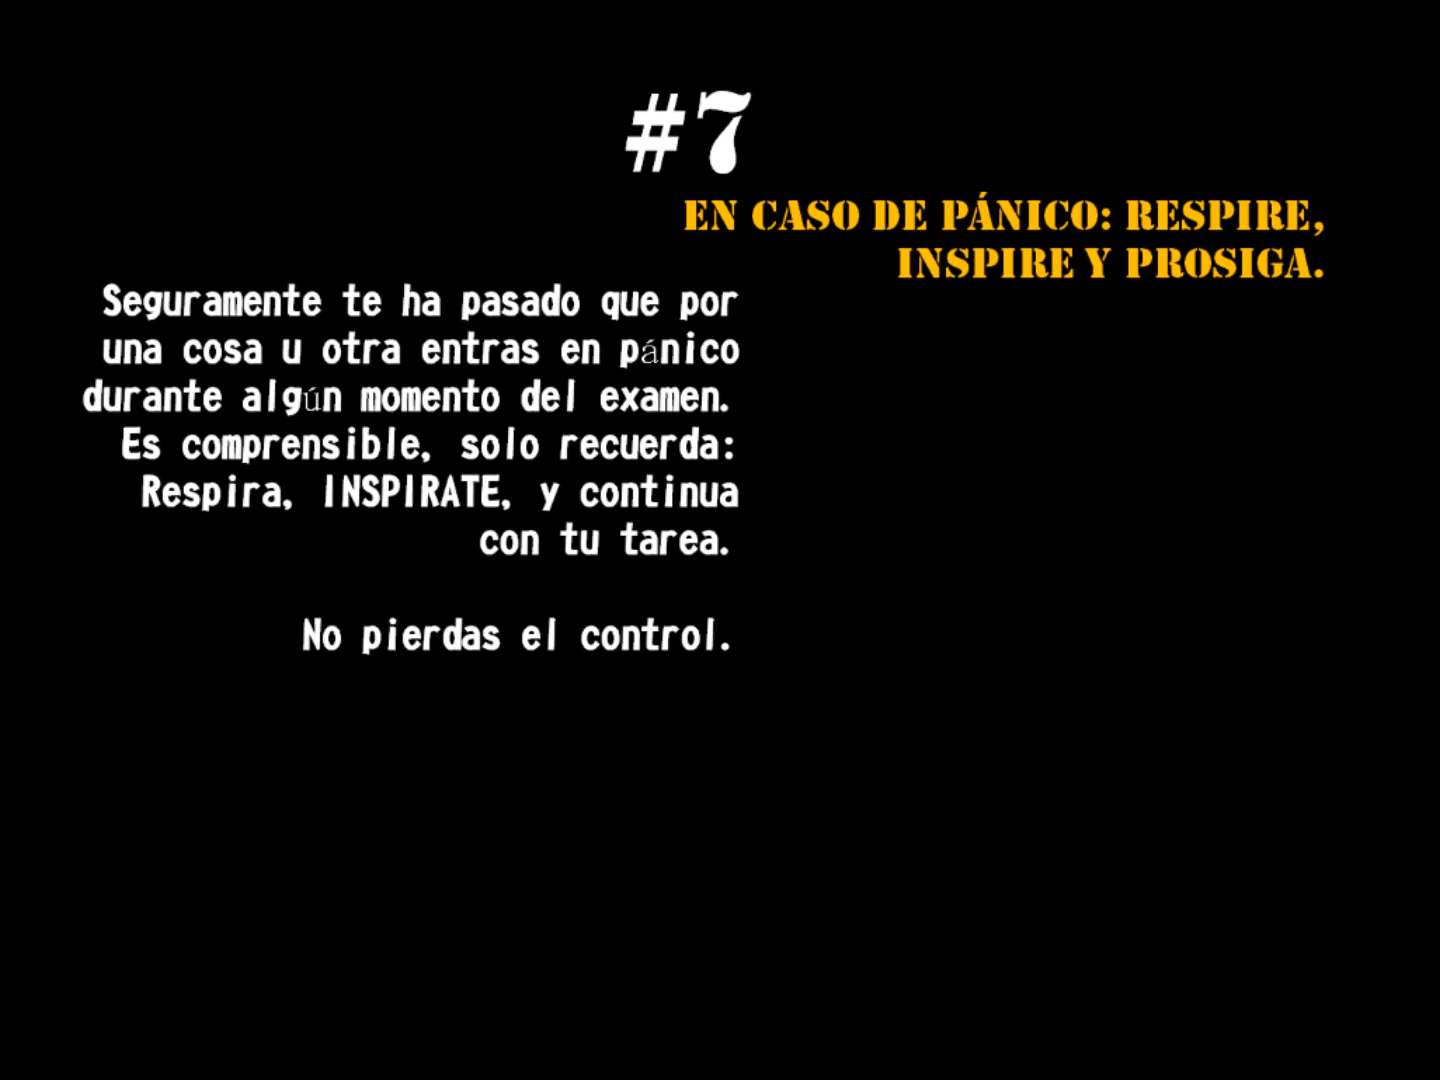 #7
EN CASO DE PÁNICO: RESPIRE,
INSPIRE Y PROSIGA.
Seguramente te ha pasado que por
una cosa u otra entras en pánico
durante algún momento del examen.
Es comprensible, solo recuerda:
Respira, INSPIRATE, y continua
con tu tarea.
No pierdas el control.